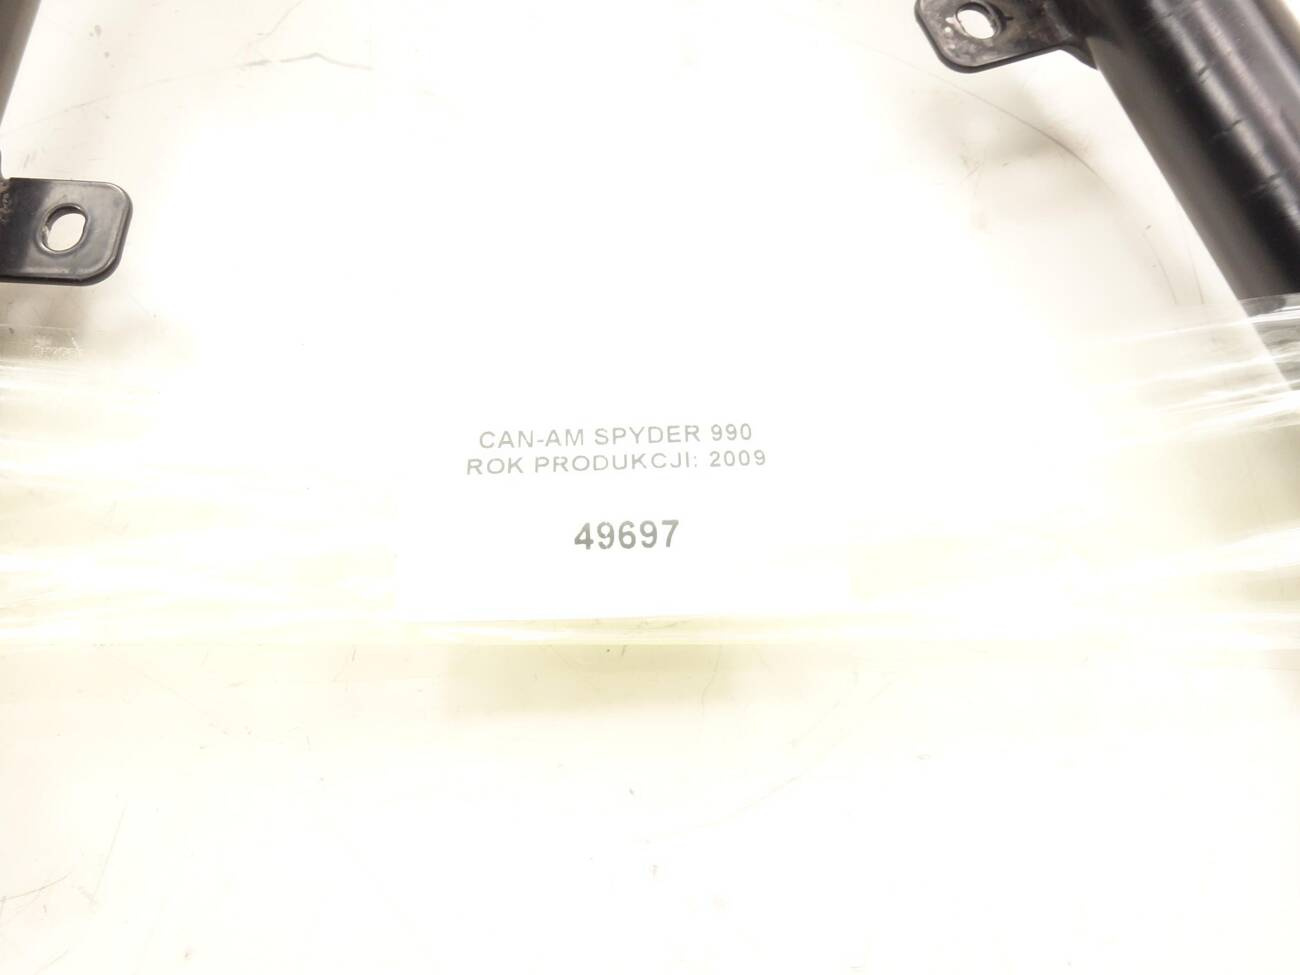 CAN-AM SPYDER 990
ROK PRODUKCJI: 2009
49697